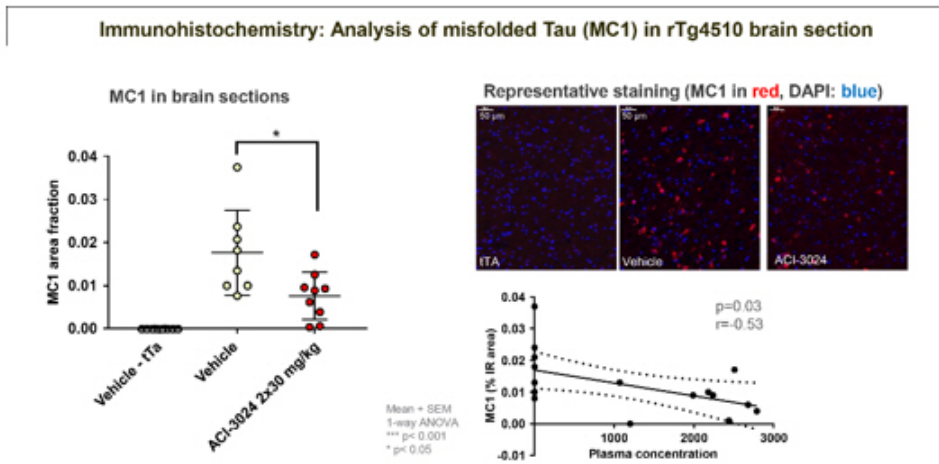 Immunohistochemistry: Analysis of misfolded Tau (MC1) in rTg4510 brain section
MC1 in brain sections
*
MC1 area fraction
0.04
0.03
0.02
0.01
0.00
Vehicle - tTa
Vehicle
ACI-3024 2x30 mg/kg
Mean + SEM
1-way ANOVA
*** p< 0.001
* p< 0.05
Representative staining (MC1 in red, DAPI: blue)
50 µm
50 µm
50 µm
tTA
Vehicle
ACI-3024
p=0.03
r=-0.53
MC1 (% IR area)
0.04
0.03
0.02
0.01
0.00
-0.01
1000
2000
3000
Plasma concentration